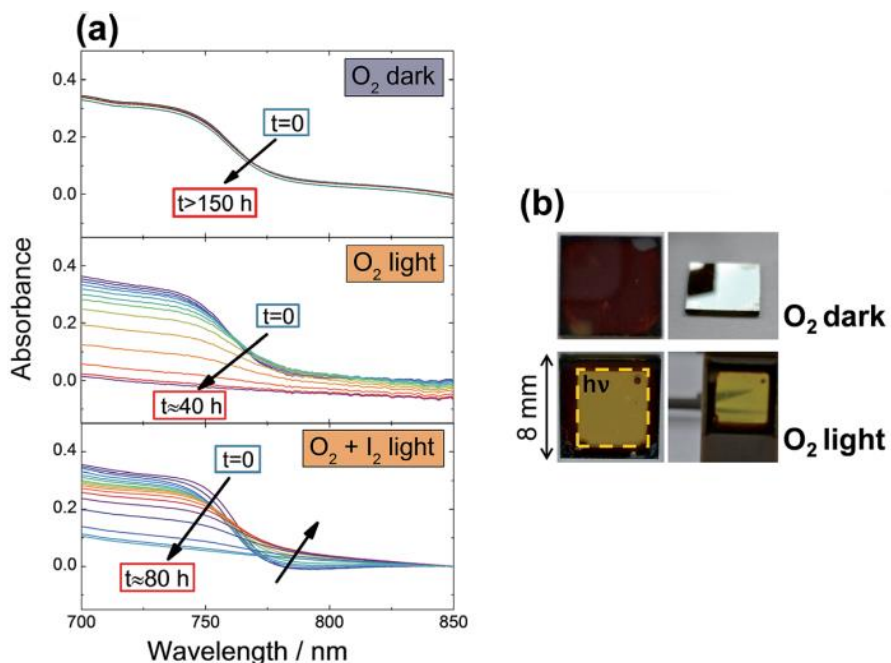 (a)
O₂ dark
0.4
0.2
0.0
t=0
t>150 h
O₂ light
0.4
0.2
0.0
t=0
t≈40 h
O₂ + I₂ light
0.4
0.2
0.0
t=0
t≈80 h
Absorbance
700 750 800 850
Wavelength / nm
(b)
O₂ dark
8 mm
hν
O₂ light